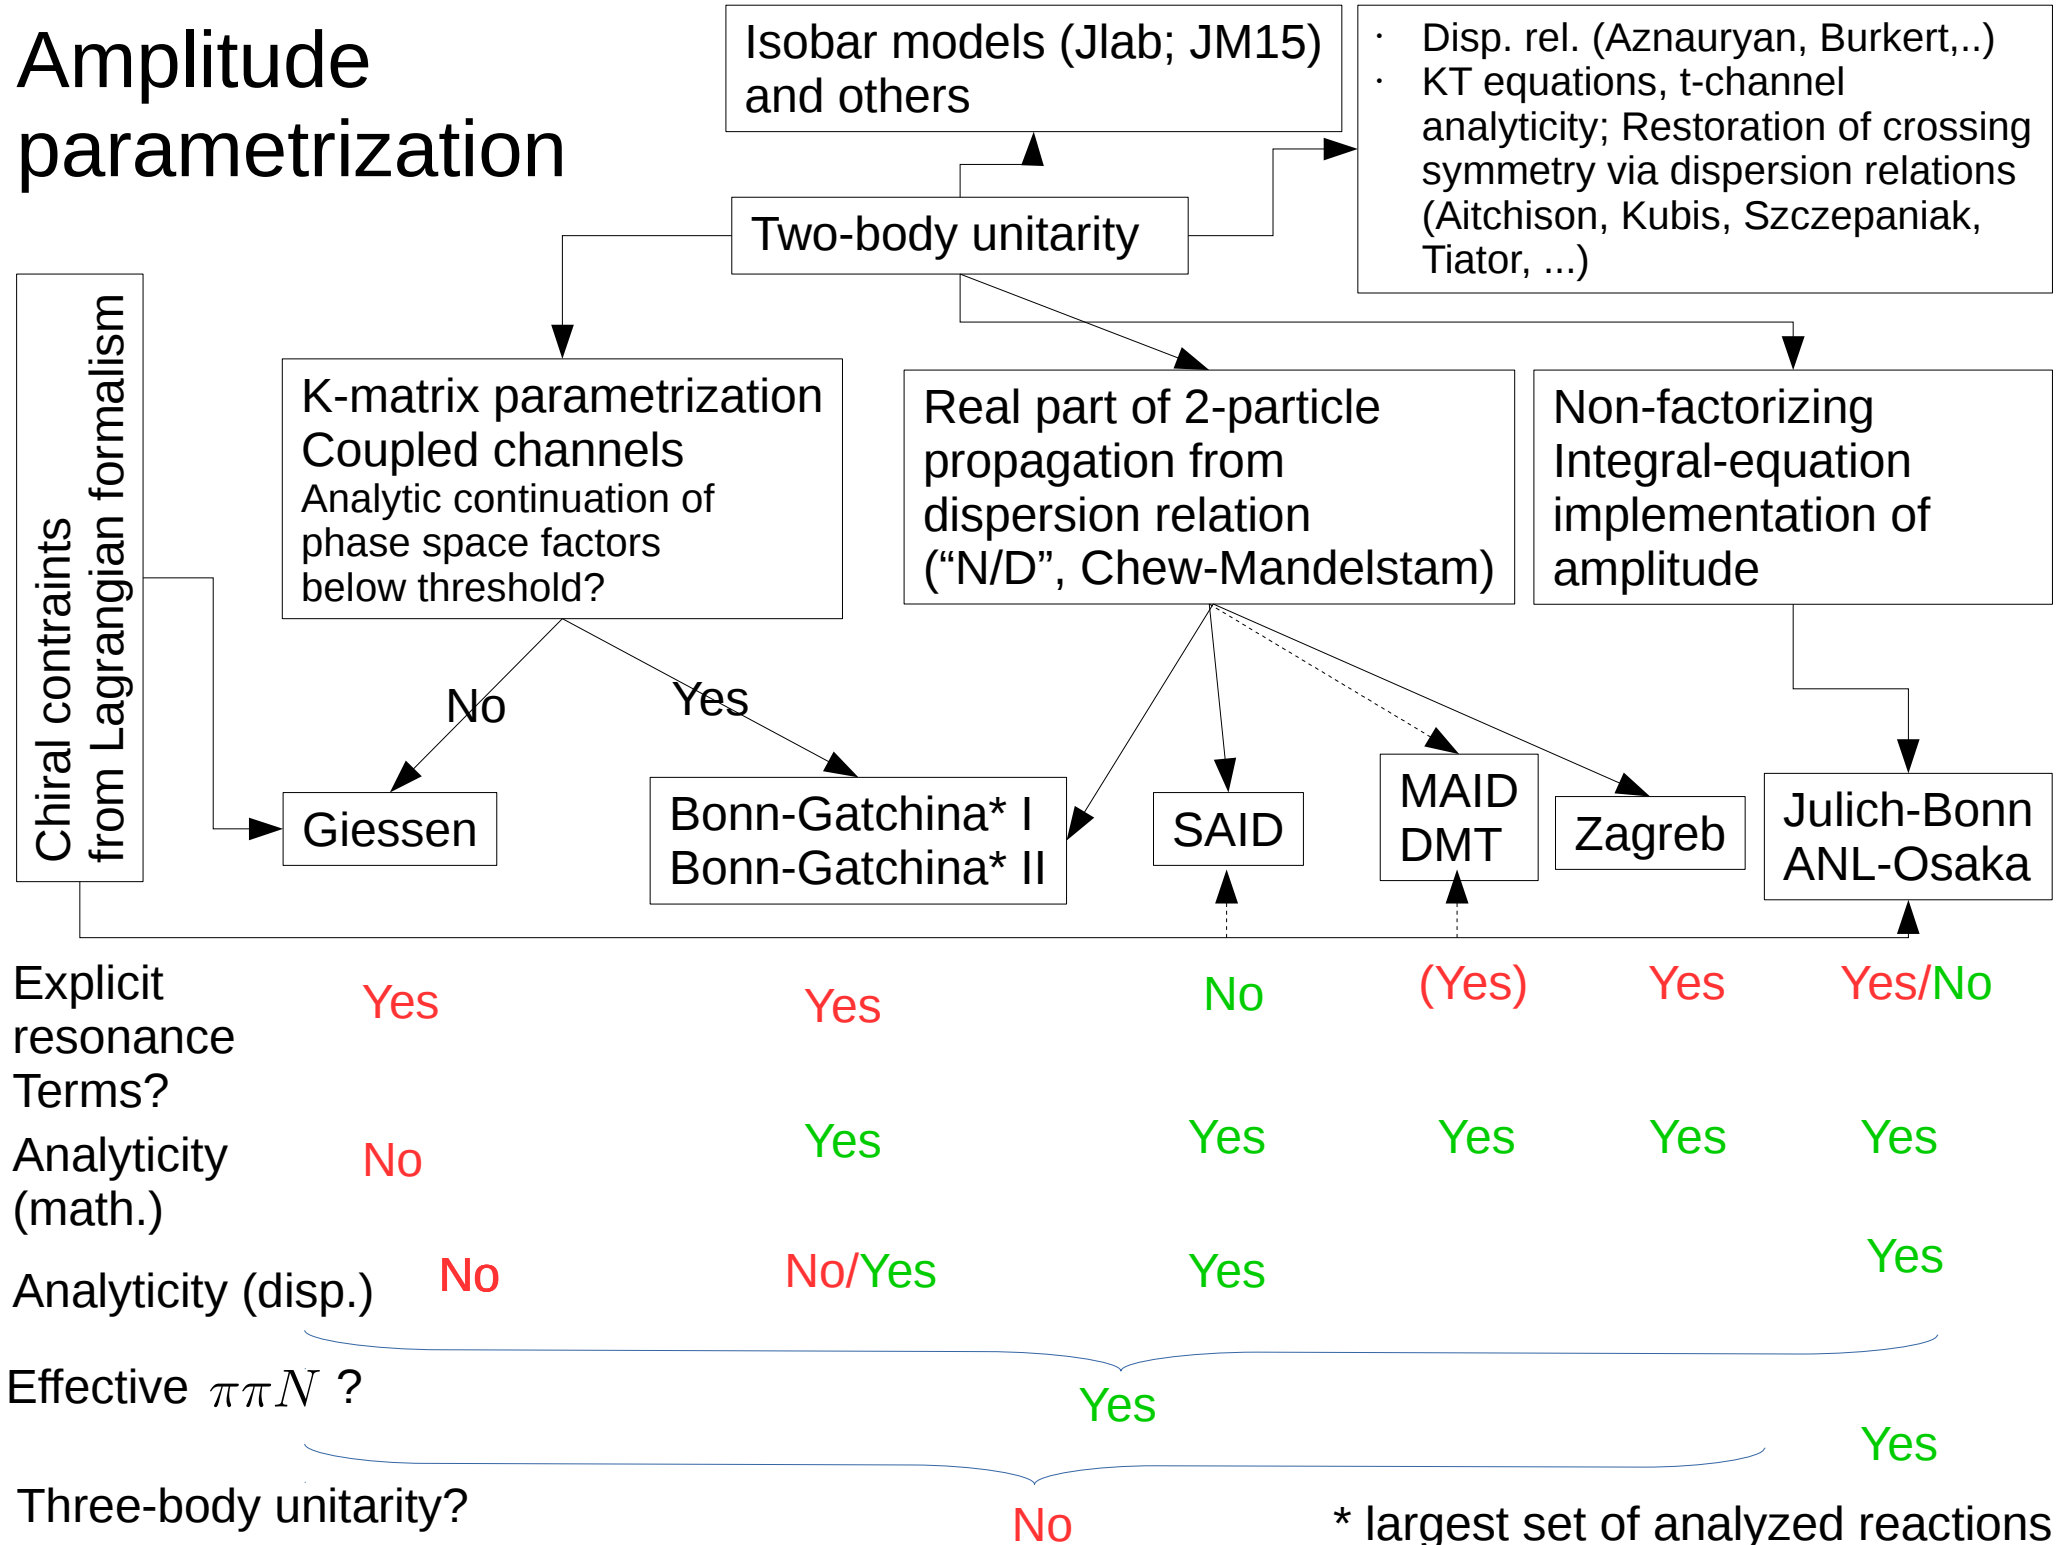 Amplitude
parametrization
Isobar models (Jlab; JM15)
and others
· Disp. rel. (Aznauryan, Burkert,..)
· KT equations, t-channel
analyticity; Restoration of crossing
symmetry via dispersion relations
(Aitchison, Kubis, Szczepaniak,
Tiator, ...)
Two-body unitarity
Chiral contraints
from Lagrangian formalism
K-matrix parametrization
Coupled channels
Analytic continuation of
phase space factors
below threshold?
Real part of 2-particle
propagation from
dispersion relation
(“N/D”, Chew-Mandelstam)
Non-factorizing
Integral-equation
implementation of
amplitude
No
Yes
Giessen
Bonn-Gatchina* I
Bonn-Gatchina* II
SAID
MAID
DMT
Zagreb
Julich-Bonn
ANL-Osaka
Explicit
resonance
Terms?
Yes
Yes
No
(Yes)
Yes
Yes/No
Analyticity
(math.)
No
Yes
Yes
Yes
Yes
Yes
Analyticity (disp.)
No
No/Yes
Yes
Yes
Effective ππN ?
Yes
Three-body unitarity?
No
Yes
* largest set of analyzed reactions